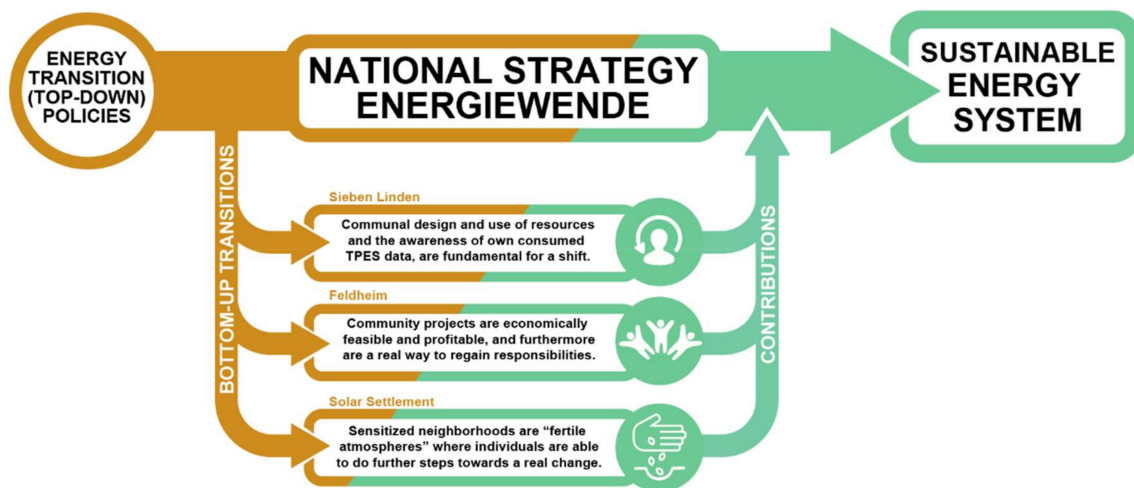 ENERGY
TRANSITION
(TOP-DOWN)
POLICIES
NATIONAL STRATEGY
ENERGIEWENDE
SUSTAINABLE
ENERGY
SYSTEM
BOTTOM-UP TRANSITIONS
Sieben Linden
Communal design and use of resources
and the awareness of own consumed
TPES data, are fundamental for a shift.
Feldheim
Community projects are economically
feasible and profitable, and furthermore
are a real way to regain responsibilities.
Solar Settlement
Sensitized neighborhoods are “fertile
atmospheres” where individuals are able
to do further steps towards a real change.
CONTRIBUTIONS